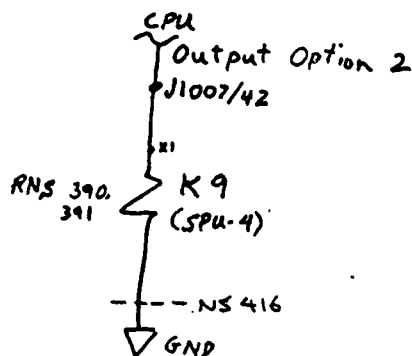 CPU
Output Option 2
J1007/42
X1
RNS 390,
391
K9
(SPU-4)
NS 416
GND